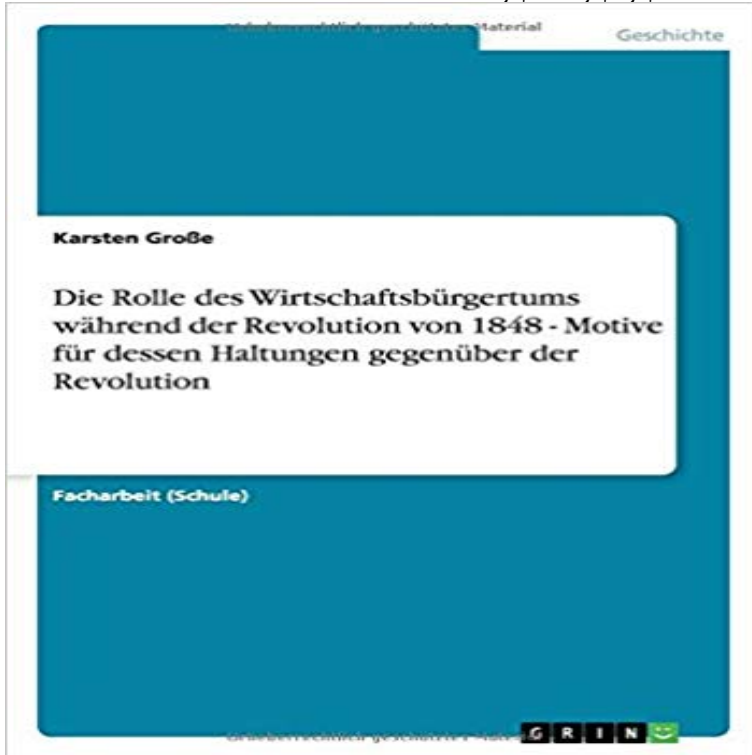 Geschichte
Karsten Große
Die Rolle des Wirtschaftsbürgertums
während der Revolution von 1848 - Motive
für dessen Haltungen gegenüber der
Revolution
Facharbeit (Schule)
GRIN